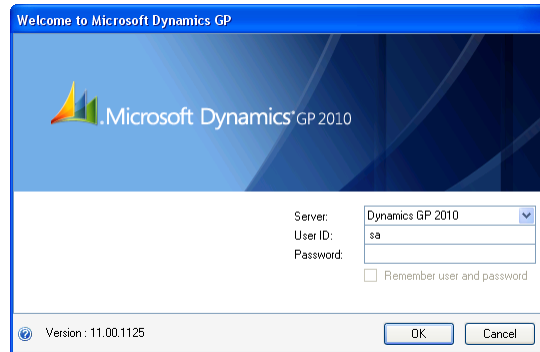 Welcome to Microsoft Dynamics GP
Microsoft Dynamics® GP 2010
Server: Dynamics GP 2010
User ID: sa
Password:
Remember user and password
Version : 11.00.1125
OK Cancel